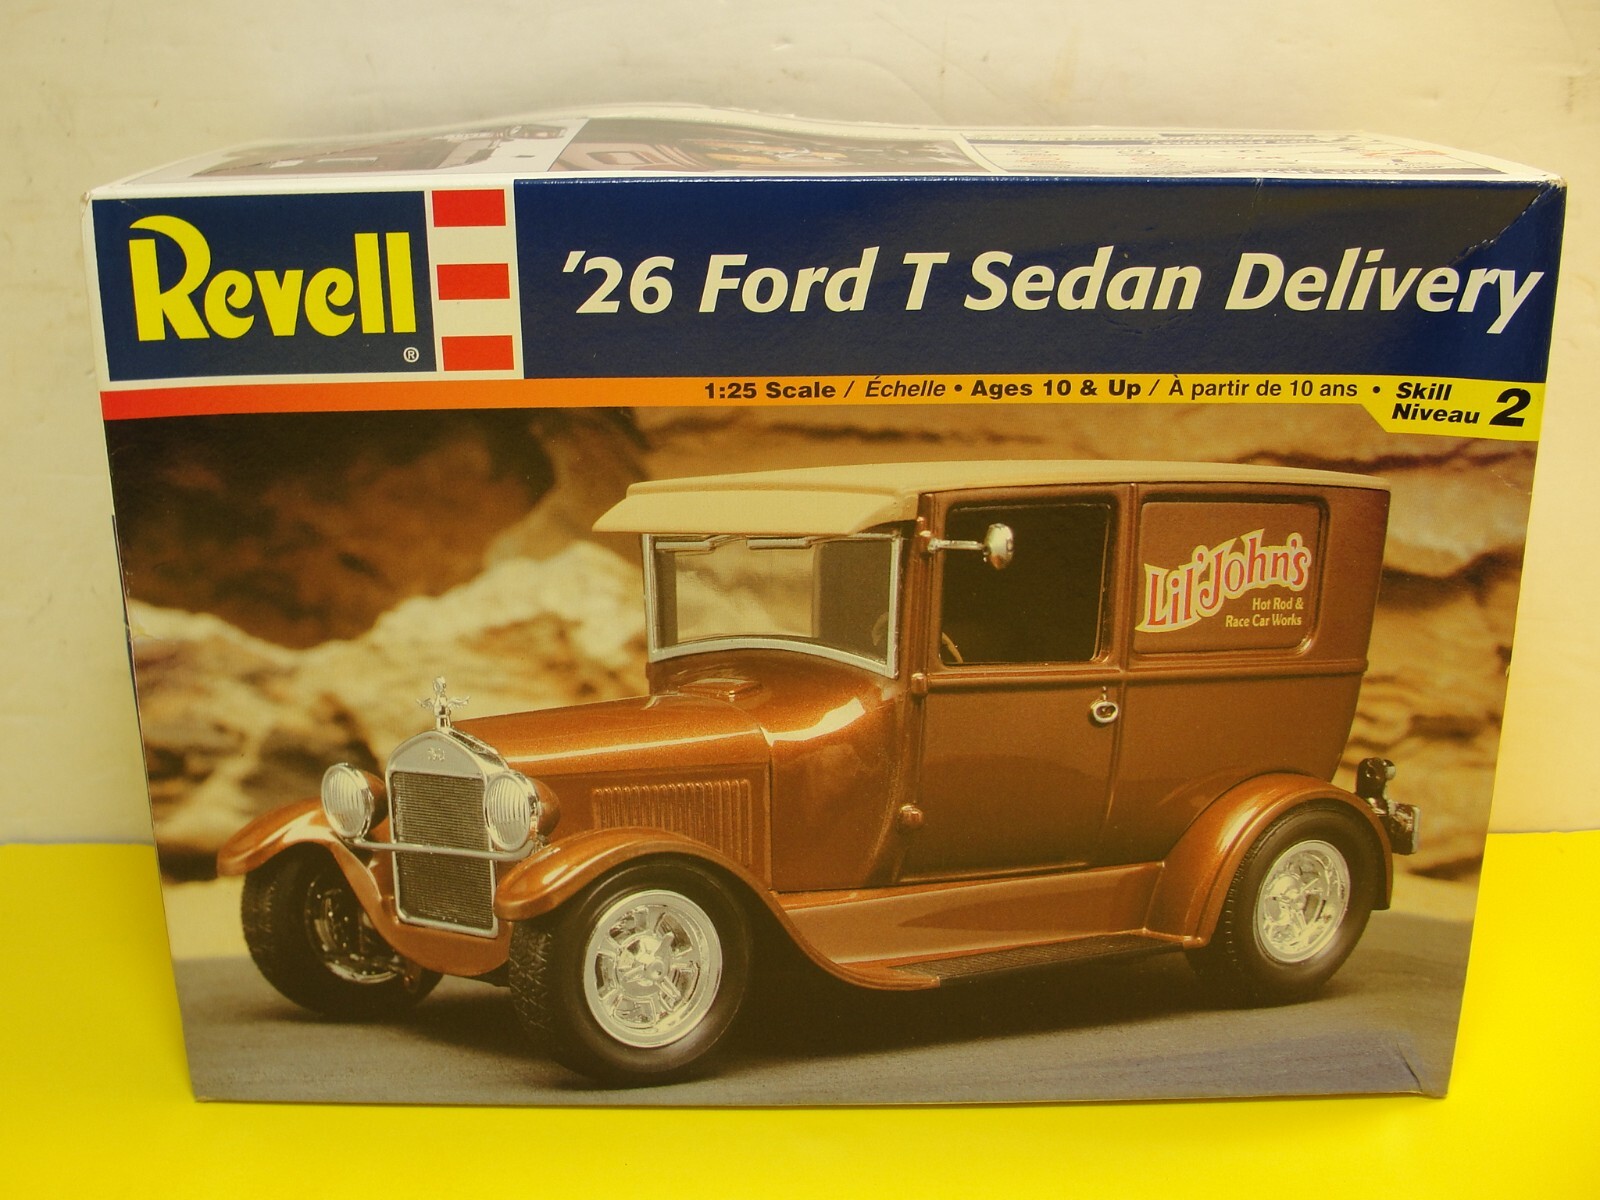 Revell
®
'26 Ford T Sedan Delivery
1:25 Scale / Échelle • Ages 10 & Up / À partir de 10 ans • Skill
Niveau 2
Lil' John's
Hot Rod &
Race Car Works